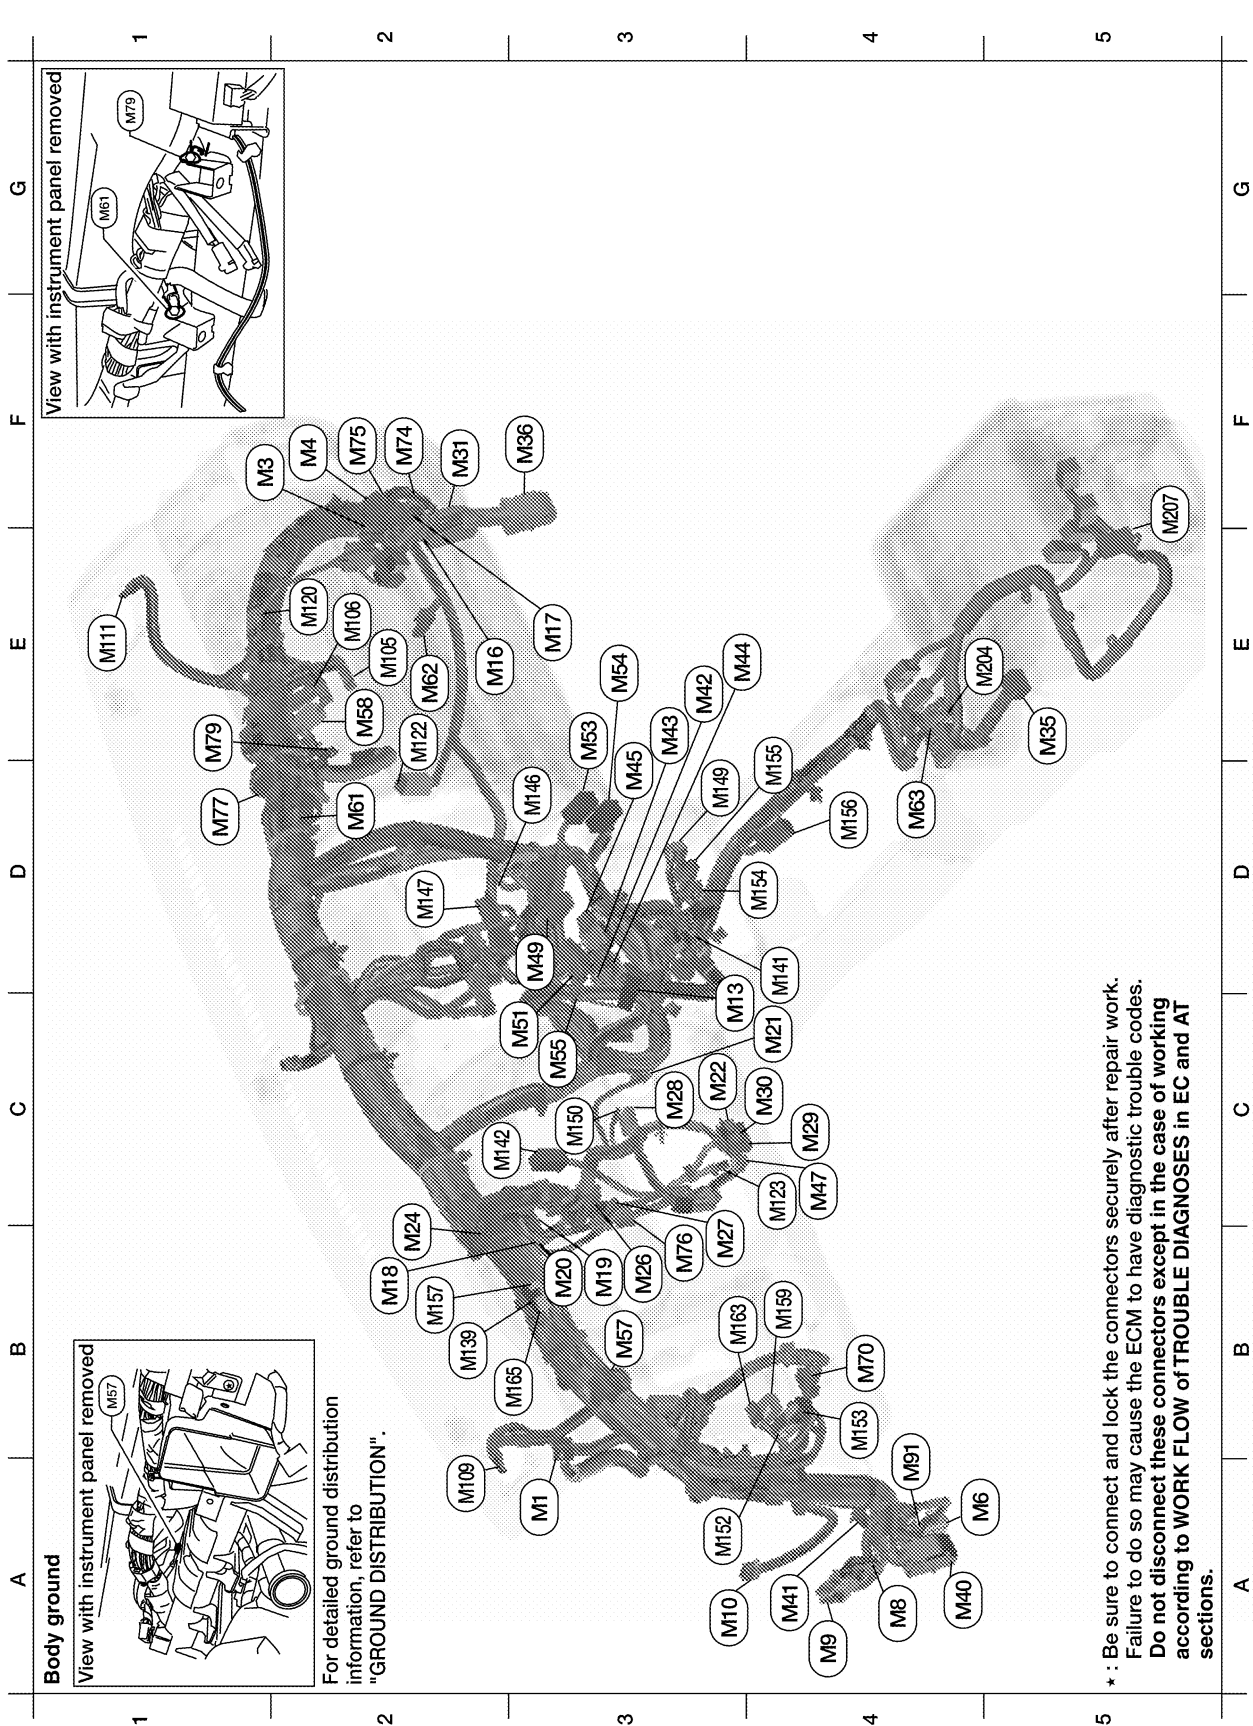 Body ground
View with instrument panel removed
M57
For detailed ground distribution
information, refer to
"GROUND DISTRIBUTION".
View with instrument panel removed
M61
M79
A
B
C
D
E
F
G
1
2
3
4
5
M111
M79
M77
M3
M4
M75
M74
M31
M36
M120
M106
M105
M58
M62
M16
M17
M122
M61
M147
M146
M53
M54
M45
M43
M42
M44
M149
M155
M156
M154
M141
M49
M51
M55
M13
M21
M22
M28
M30
M29
M47
M123
M150
M142
M24
M18
M157
M139
M165
M20
M19
M26
M76
M27
M57
M109
M1
M163
M159
M70
M153
M152
M10
M41
M9
M8
M40
M6
M91
M63
M204
M35
M207
⋆ : Be sure to connect and lock the connectors securely after repair work.
Failure to do so may cause the ECM to have diagnostic trouble codes.
Do not disconnect these connectors except in the case of working
according to WORK FLOW of TROUBLE DIAGNOSES in EC and AT
sections.
A
B
C
D
E
F
G
1
2
3
4
5